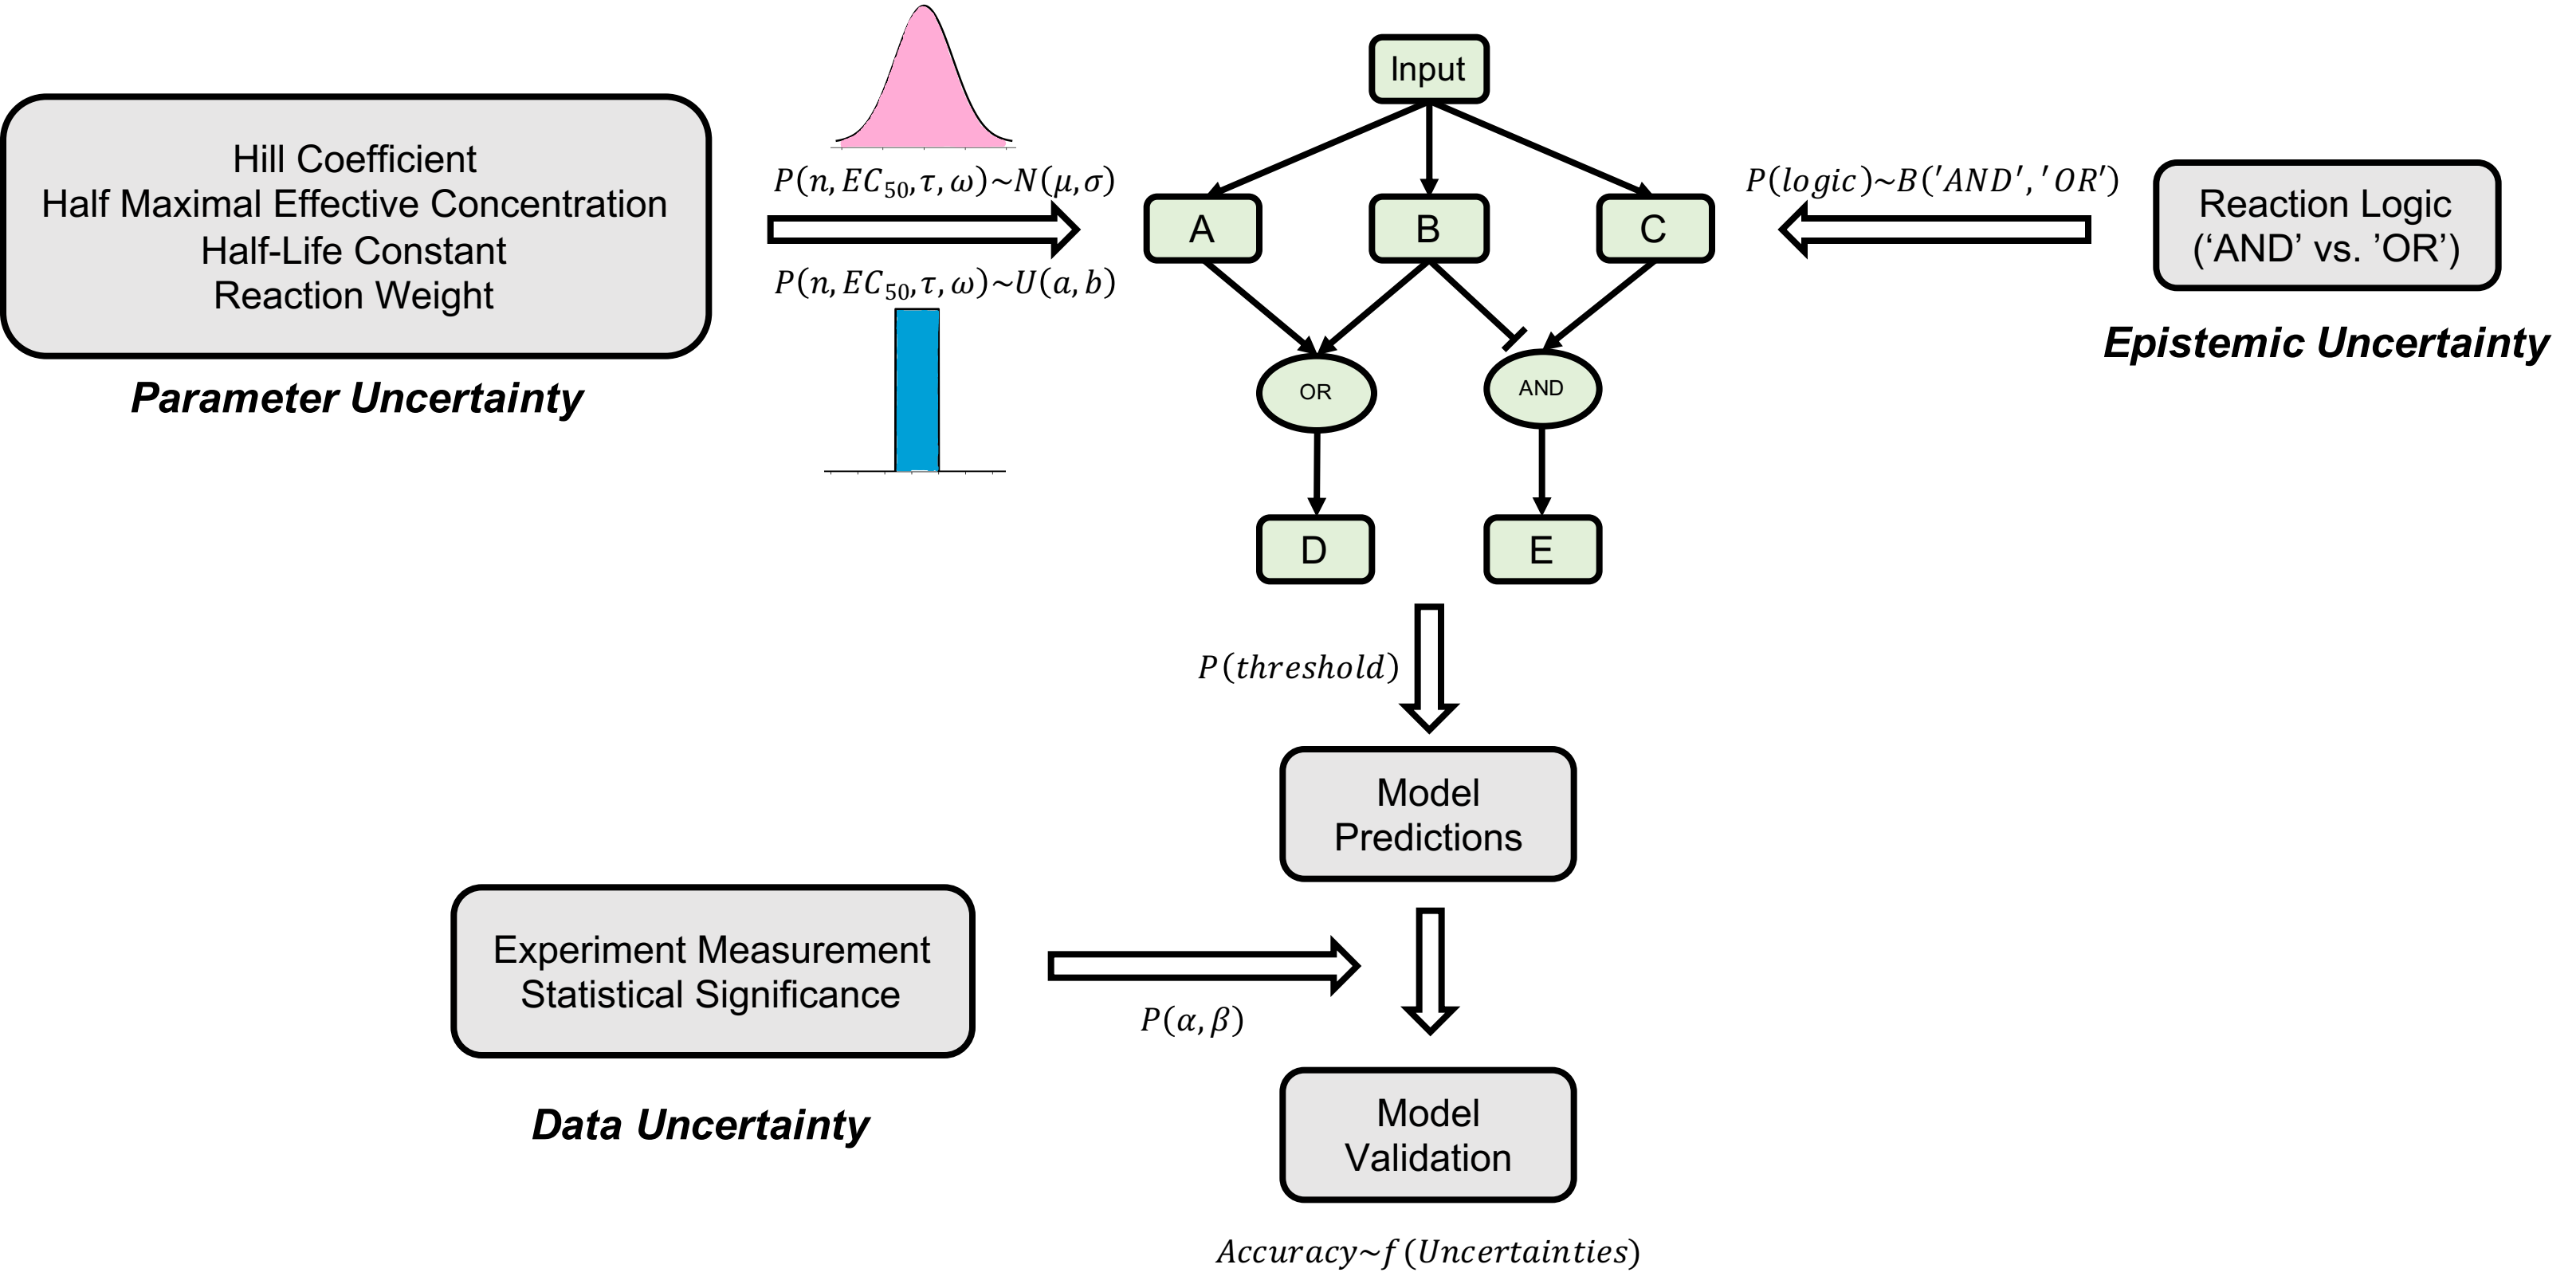 Hill Coefficient
Half Maximal Effective Concentration
Half-Life Constant
Reaction Weight
Parameter Uncertainty
P(n, EC₅₀, τ, ω)~N(μ, σ)
P(n, EC₅₀, τ, ω)~U(a, b)
Input
A
B
C
OR
AND
D
E
P(logic)~B('AND', 'OR')
Reaction Logic
(‘AND’ vs. ’OR’)
Epistemic Uncertainty
P(threshold)
Model
Predictions
Experiment Measurement
Statistical Significance
Data Uncertainty
P(α, β)
Model
Validation
Accuracy~f(Uncertainties)